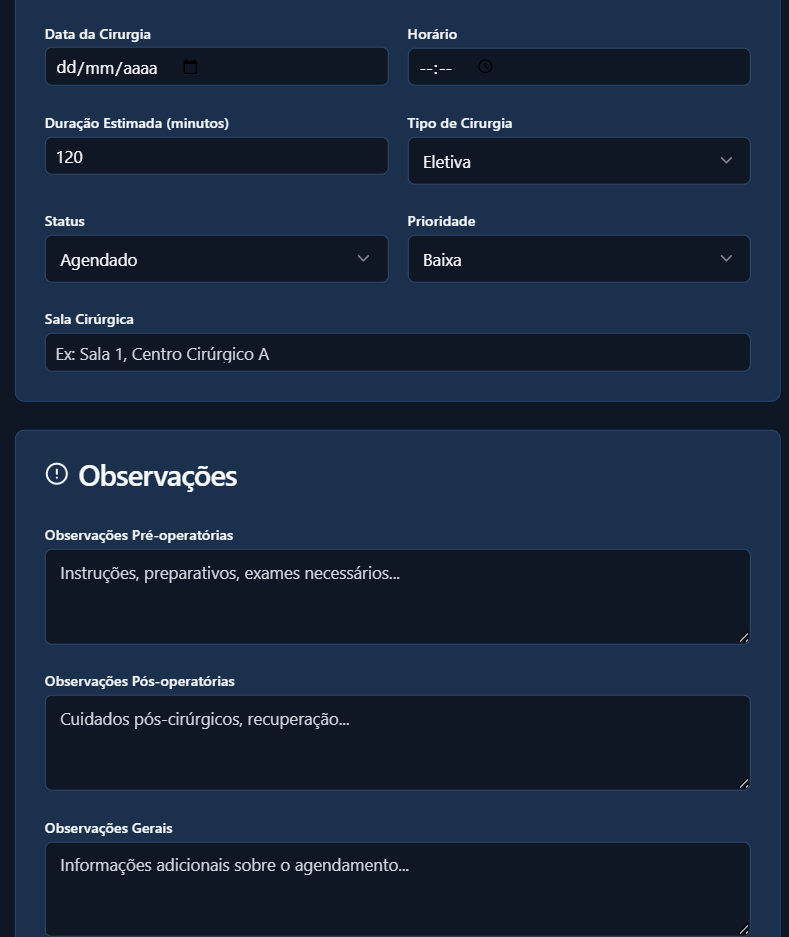 Data da Cirurgia
Horário
dd/mm/aaaa
--:--
Duração Estimada (minutos)
Tipo de Cirurgia
120
Eletiva
Status
Prioridade
Agendado
Baixa
Sala Cirúrgica
Ex: Sala 1, Centro Cirúrgico A
Observações
Observações Pré-operatórias
Instruções, preparativos, exames necessários...
Observações Pós-operatórias
Cuidados pós-cirúrgicos, recuperação...
Observações Gerais
Informações adicionais sobre o agendamento...